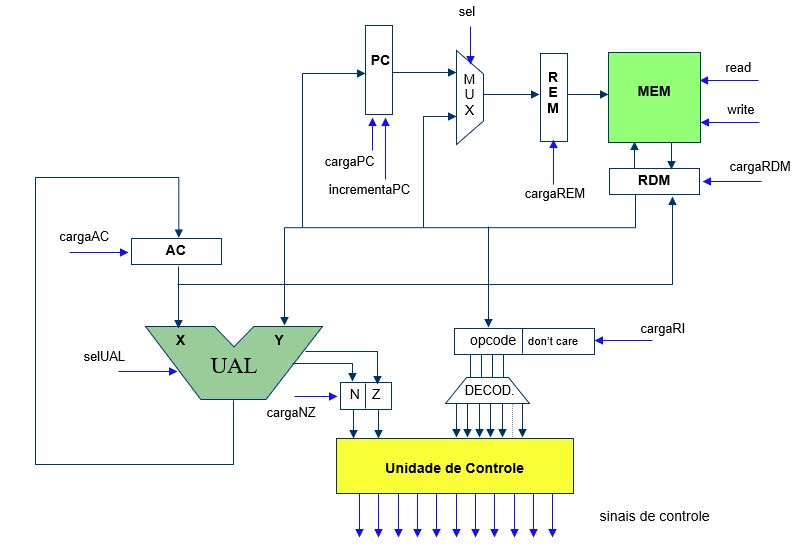 sel
PC
M
U
X
R
E
M
MEM
read
write
cargaPC
incrementaPC
cargaREM
RDM
cargaRDM
cargaAC
AC
X
Y
UAL
selUAL
opcode
don't care
cargaRI
N
Z
cargaNZ
DECOD.
Unidade de Controle
sinais de controle